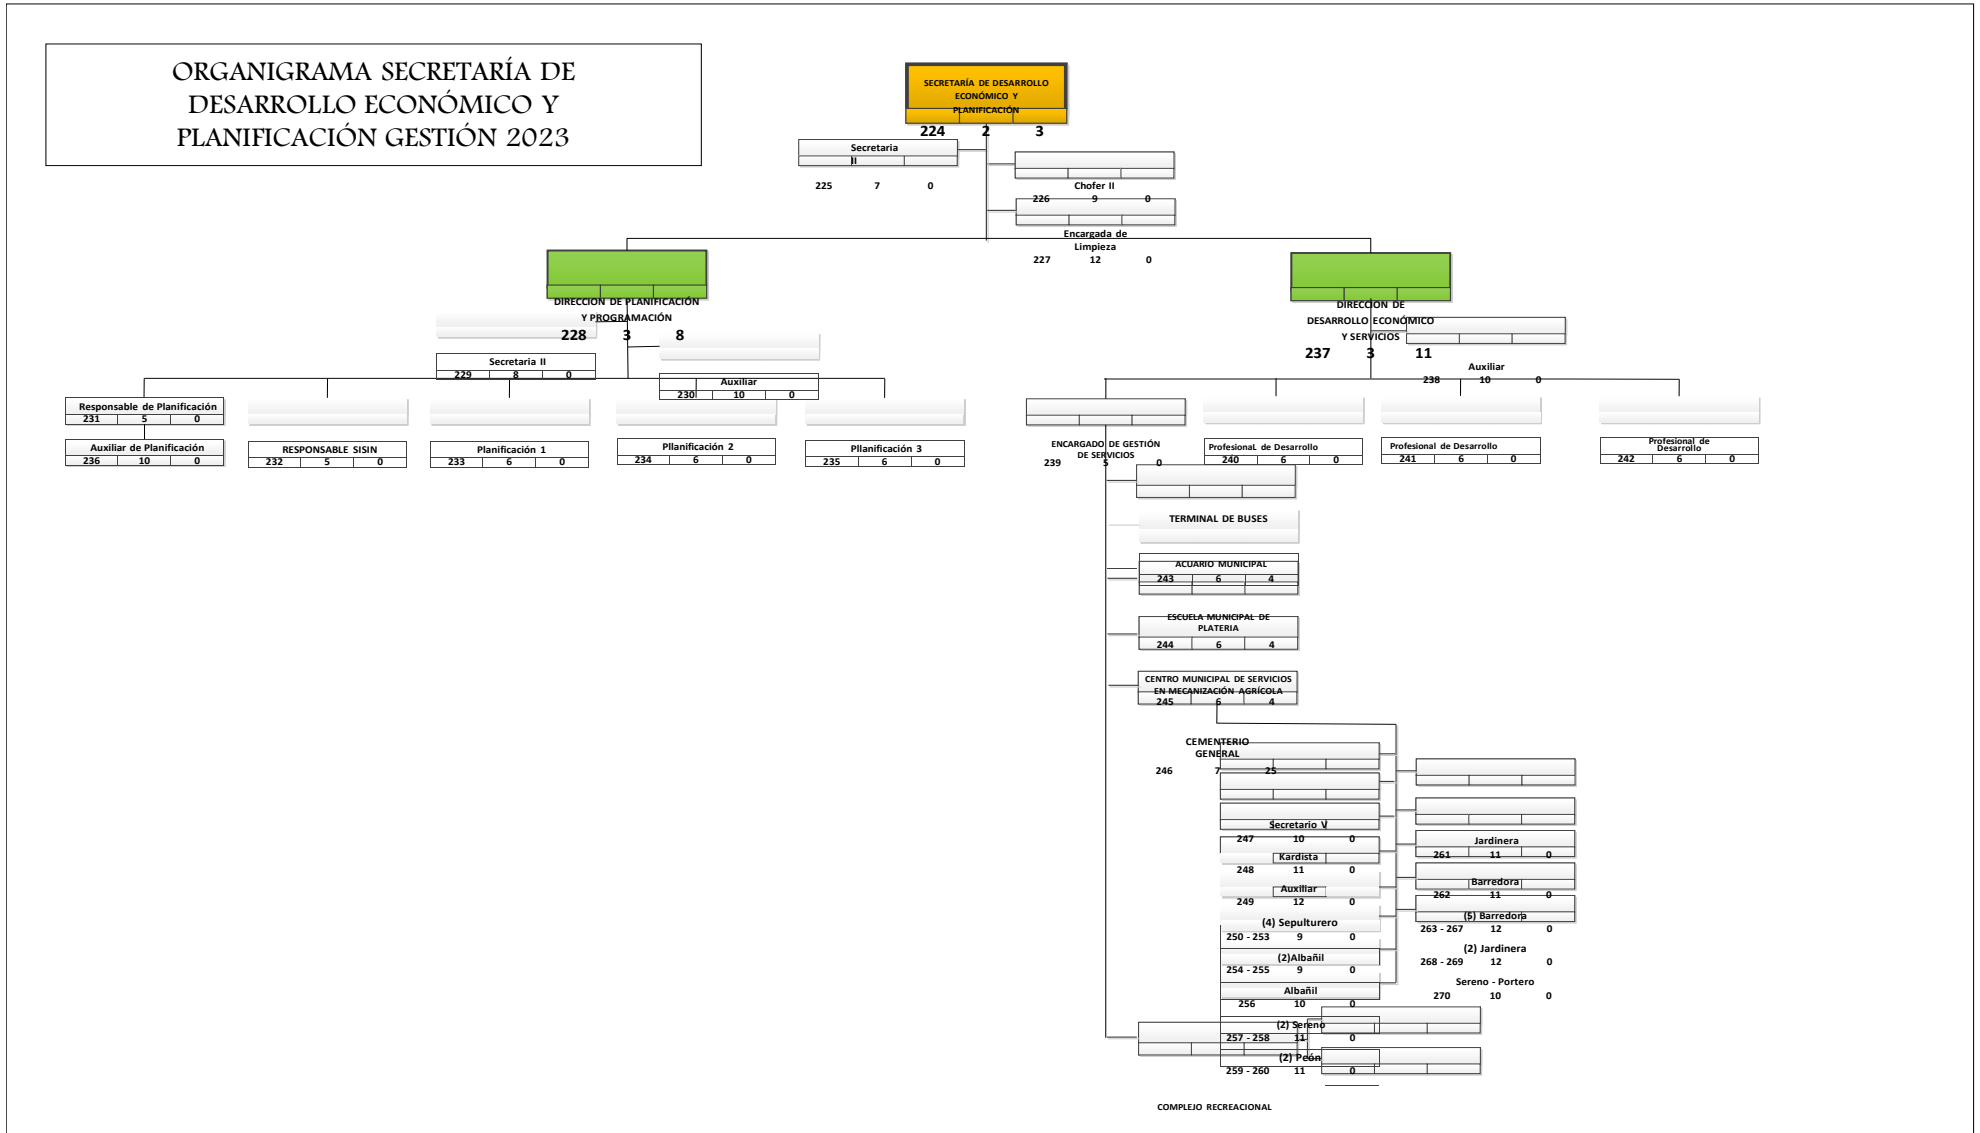 ORGANIGRAMA SECRETARÍA DE
DESARROLLO ECONÓMICO Y
PLANIFICACIÓN GESTIÓN 2023
SECRETARÍA DE DESARROLLO
ECONÓMICO Y
PLANIFICACIÓN
224 2 3
Secretaria
II
225 7 0
Chofer II
226 9 0
Encargada de
Limpieza
227 12 0
DIRECCION DE PLANIFICACIÓN
Y PROGRAMACIÓN
228 3 8
Secretaria II
229 8 0
Auxiliar
230 10 0
Responsable de Planificación
231 5 0
Auxiliar de Planificación
236 10 0
RESPONSABLE SISIN
232 5 0
Planificación 1
233 6 0
Pllanificación 2
234 6 0
Pllanificación 3
235 6 0
DIRECCION DE
DESARROLLO ECONÓMICO
Y SERVICIOS
237 3 11
Auxiliar
238 10 0
ENCARGADO DE GESTIÓN
DE SERVICIOS
239 5 0
Profesional de Desarrollo
240 6 0
Profesional de Desarrollo
241 6 0
Profesional de
Desarrollo
242 6 0
TERMINAL DE BUSES
ACUARIO MUNICIPAL
243 6 4
ESCUELA MUNICIPAL DE
PLATERIA
244 6 4
CENTRO MUNICIPAL DE SERVICIOS
EN MECANIZACIÓN AGRÍCOLA
245 6 4
CEMENTERIO
GENERAL
246 7 25
Secretario V
247 10 0
Kardista
248 11 0
Auxiliar
249 12 0
(4) Sepulturero
250 - 253 9 0
(2)Albañil
254 - 255 9 0
Albañil
256 10 0
(2) Sereno
257 - 258 11 0
(2) Peón
259 - 260 11 0
Jardinera
261 11 0
Barredora
262 11 0
(5) Barredora
263 - 267 12 0
(2) Jardinera
268 - 269 12 0
Sereno - Portero
270 10 0
COMPLEJO RECREACIONAL